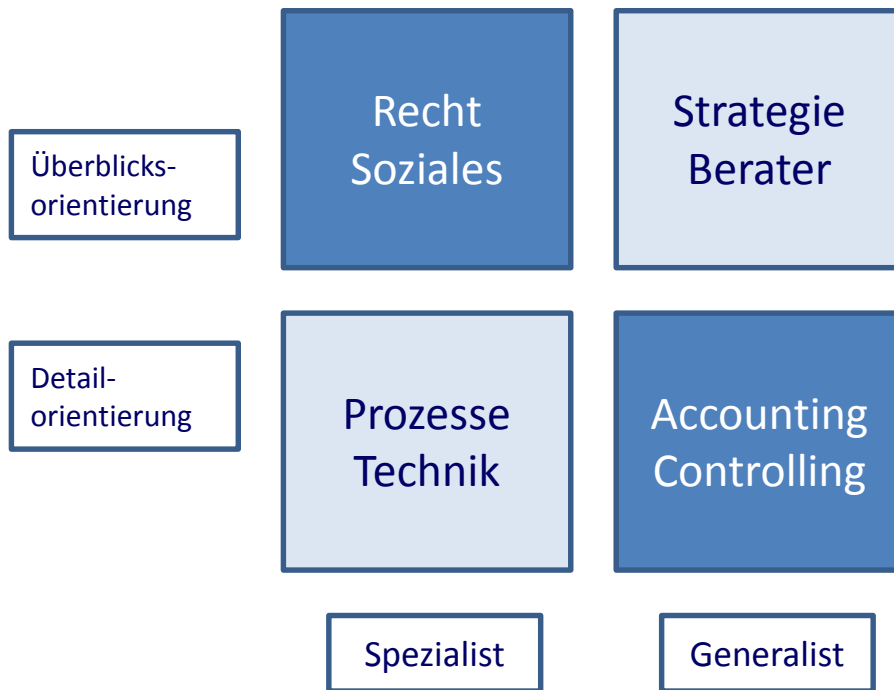 Recht
Soziales
Strategie
Berater
Überblicks-
orientierung
Detail-
orientierung
Prozesse
Technik
Accounting
Controlling
Spezialist
Generalist